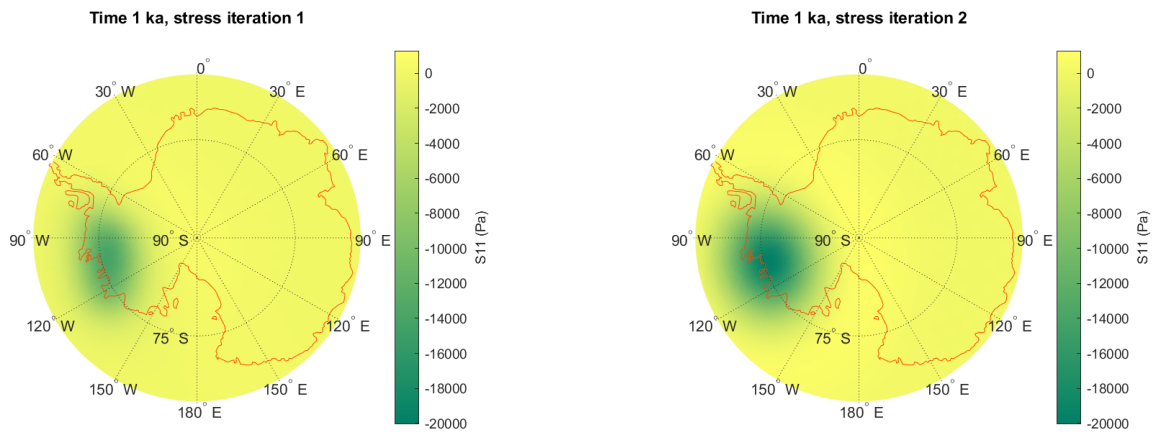 Time 1 ka, stress iteration 1
0°
30° E
60° E
90° E
120° E
150° E
180° E
150° W
120° W
90° W
60° W
30° W
90° S
75° S
0
-2000
-4000
-6000
-8000
-10000
-12000
-14000
-16000
-18000
-20000
S11 (Pa)
Time 1 ka, stress iteration 2
0°
30° E
60° E
90° E
120° E
150° E
180° E
150° W
120° W
90° W
60° W
30° W
90° S
75° S
0
-2000
-4000
-6000
-8000
-10000
-12000
-14000
-16000
-18000
-20000
S11 (Pa)